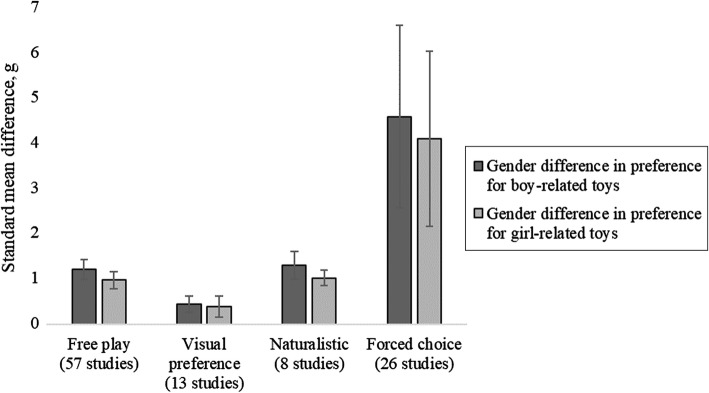 Standard mean difference, g
7
6
5
4
3
2
1
0
Free play
(57 studies)
Visual
preference
(13 studies)
Naturalistic
(8 studies)
Forced choice
(26 studies)
Gender difference in preference
for boy-related toys
Gender difference in preference
for girl-related toys